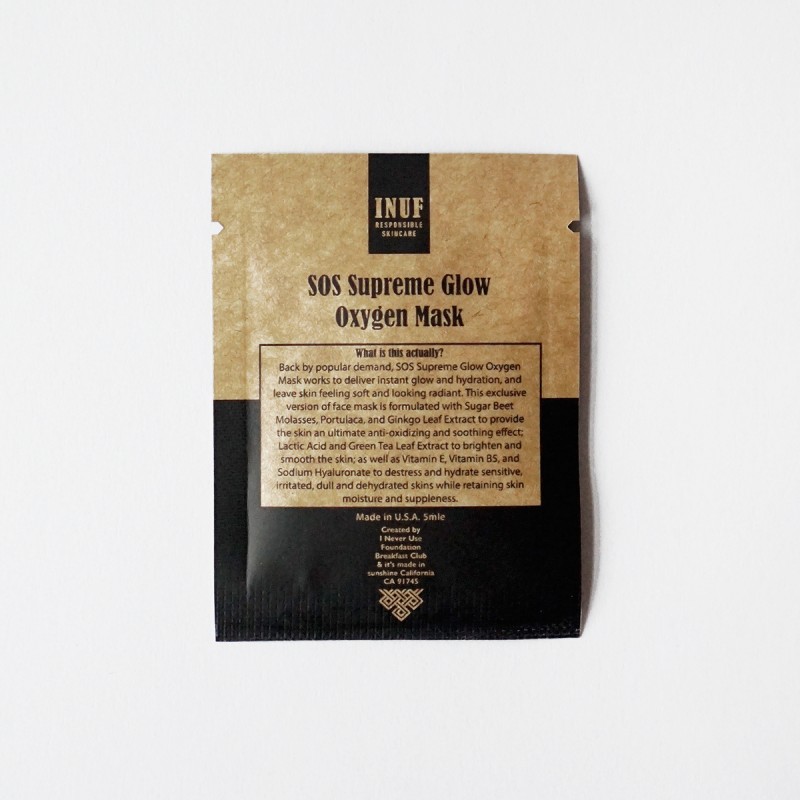 INUF
RESPONSIBLE
SKINCARE
SOS Supreme Glow
Oxygen Mask
What is this actually?
Back by popular demand, SOS Supreme Glow Oxygen
Mask works to deliver instant glow and hydration, and
leave skin feeling soft and looking radiant. This exclusive
version of face mask is formulated with Sugar Beet
Molasses, Portulaca, and Ginkgo Leaf Extract to provide
the skin an ultimate anti-oxidizing and soothing effect;
Lactic Acid and Green Tea Leaf Extract to brighten and
smooth the skin; as well as Vitamin E, Vitamin B5, and
Sodium Hyaluronate to destress and hydrate sensitive,
irritated, dull and dehydrated skins while retaining skin
moisture and suppleness.
Made in U.S.A. 5mle
Created by
I Never Use
Foundation
Breakfast Club
& it's made in
sunshine California
CA 91745